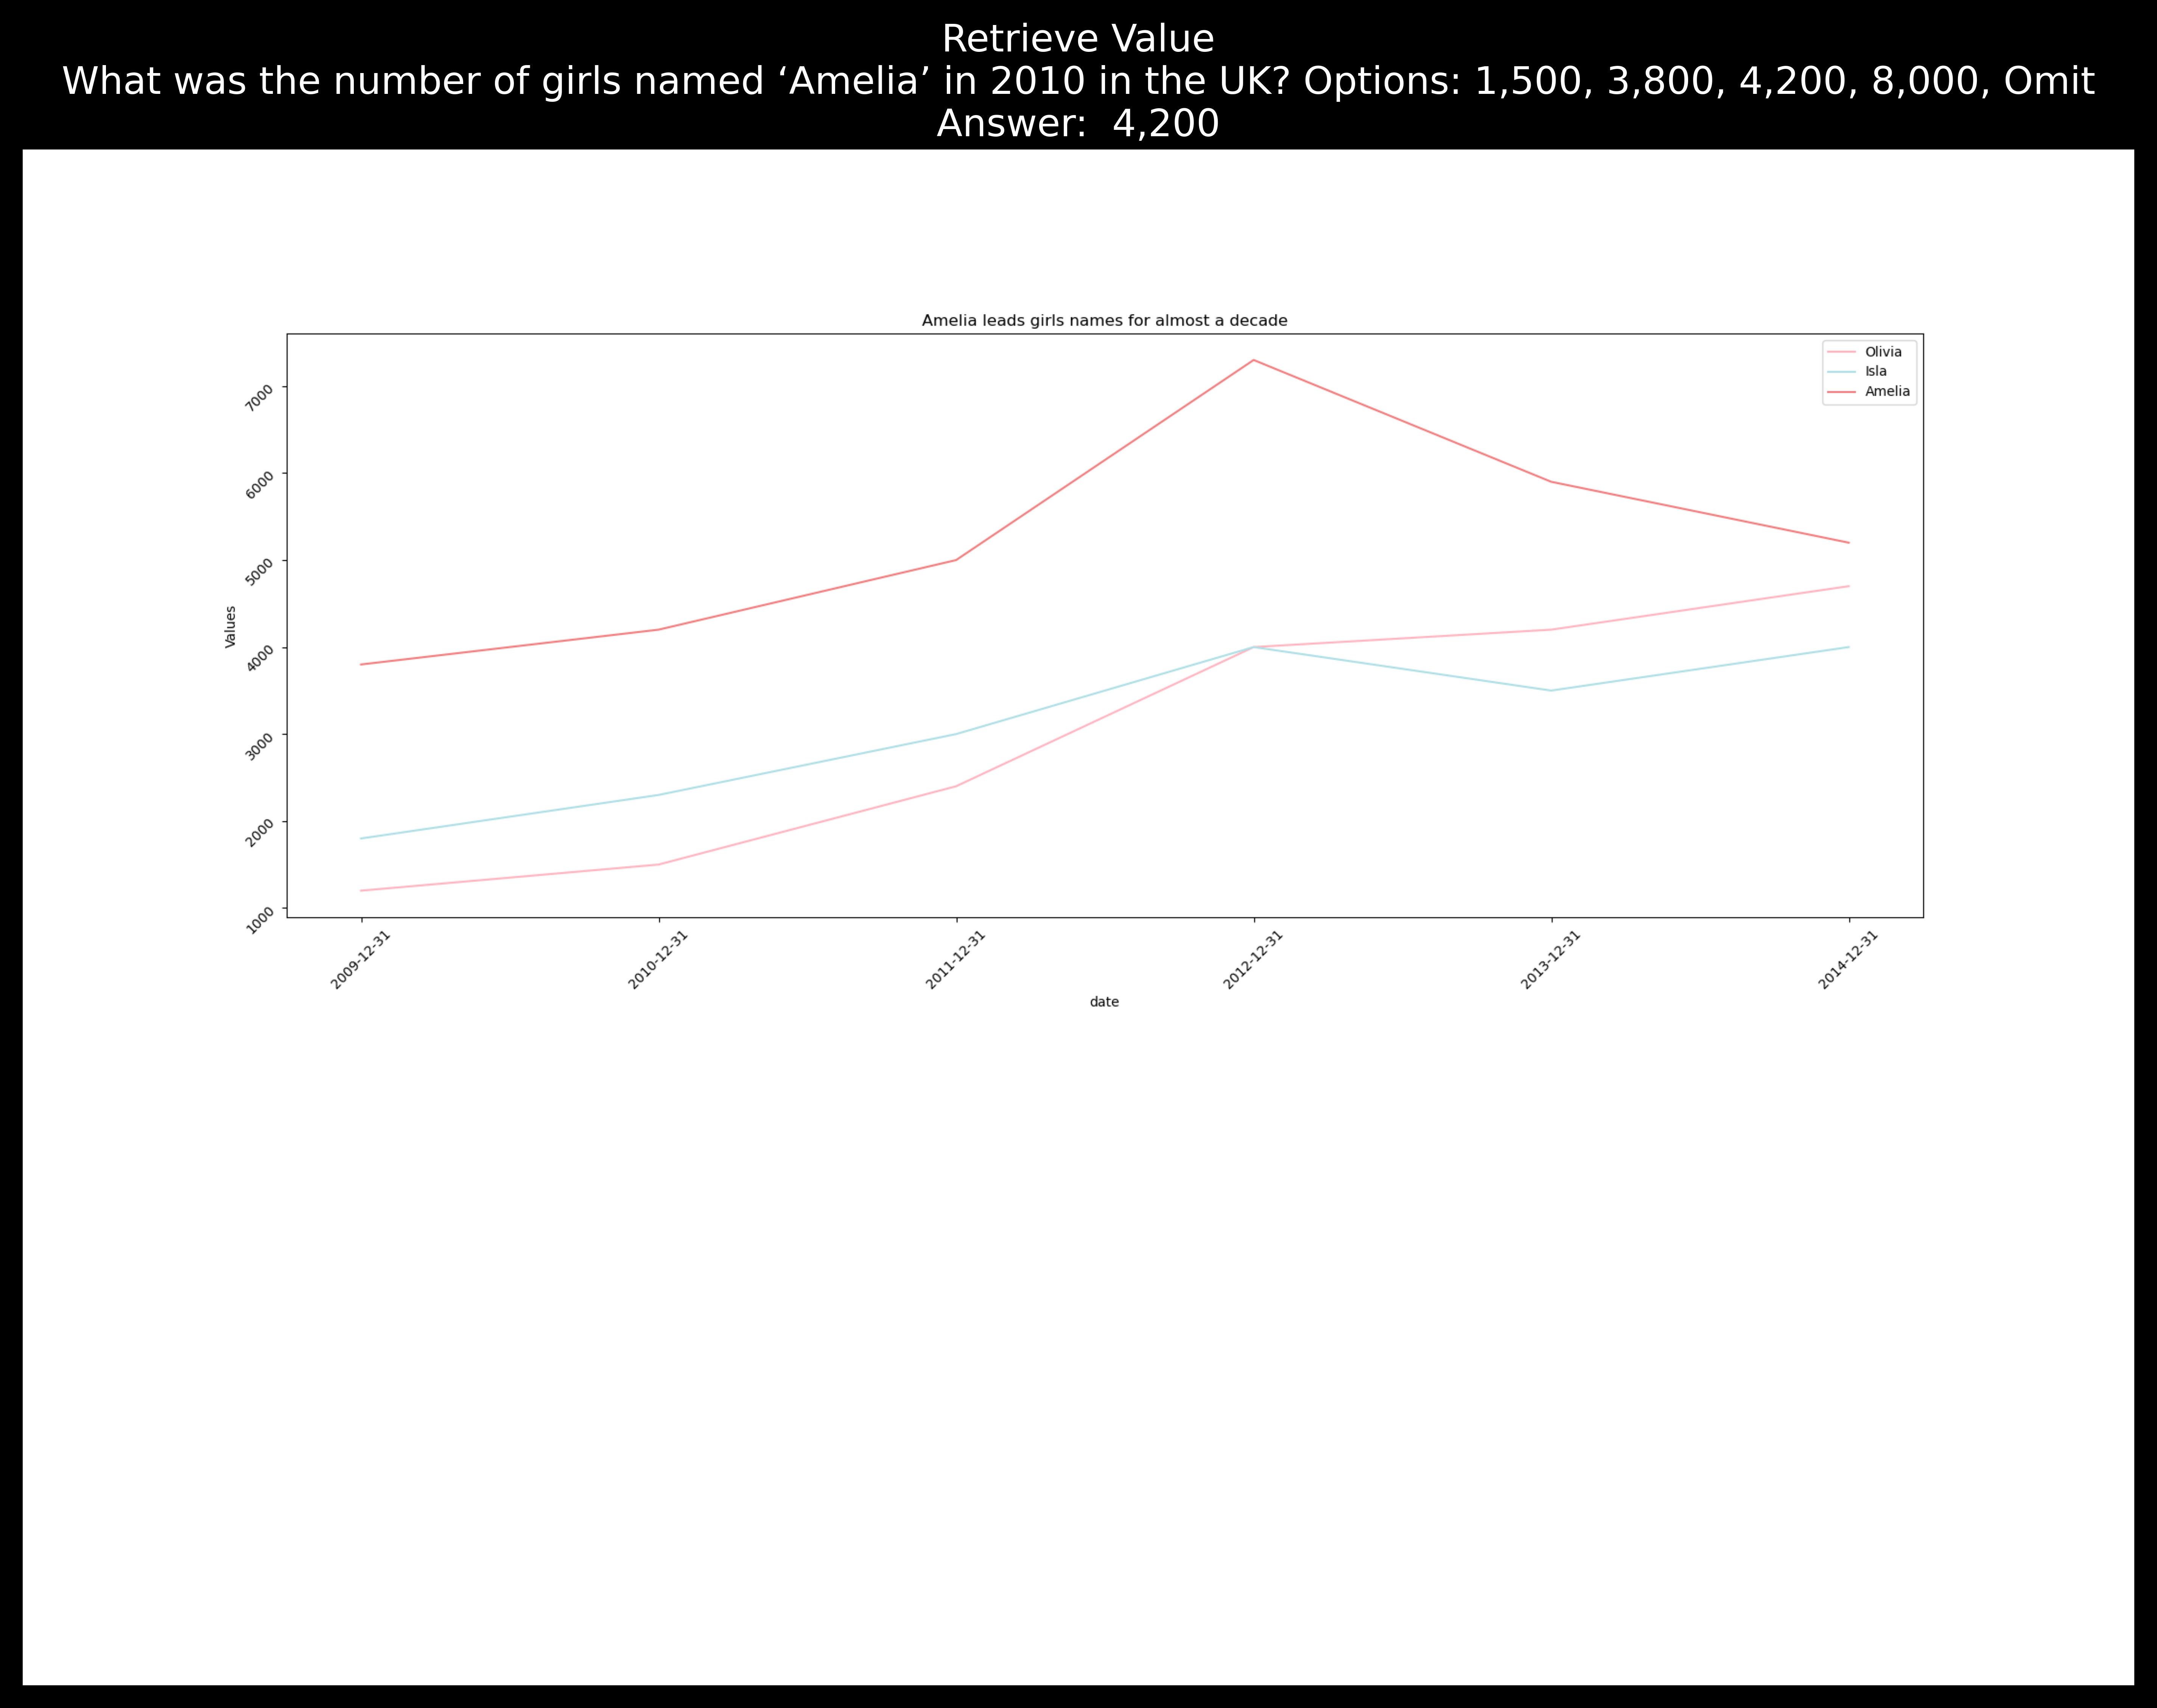 Retrieve Value
What was the number of girls named ‘Amelia’ in 2010 in the UK? Options: 1,500, 3,800, 4,200, 8,000, Omit
Answer:  4,200
Amelia leads girls names for almost a decade
Olivia
Isla
Amelia
7000
6000
5000
4000
3000
2000
1000
Values
2009-12-31
2010-12-31
2011-12-31
2012-12-31
2013-12-31
2014-12-31
date